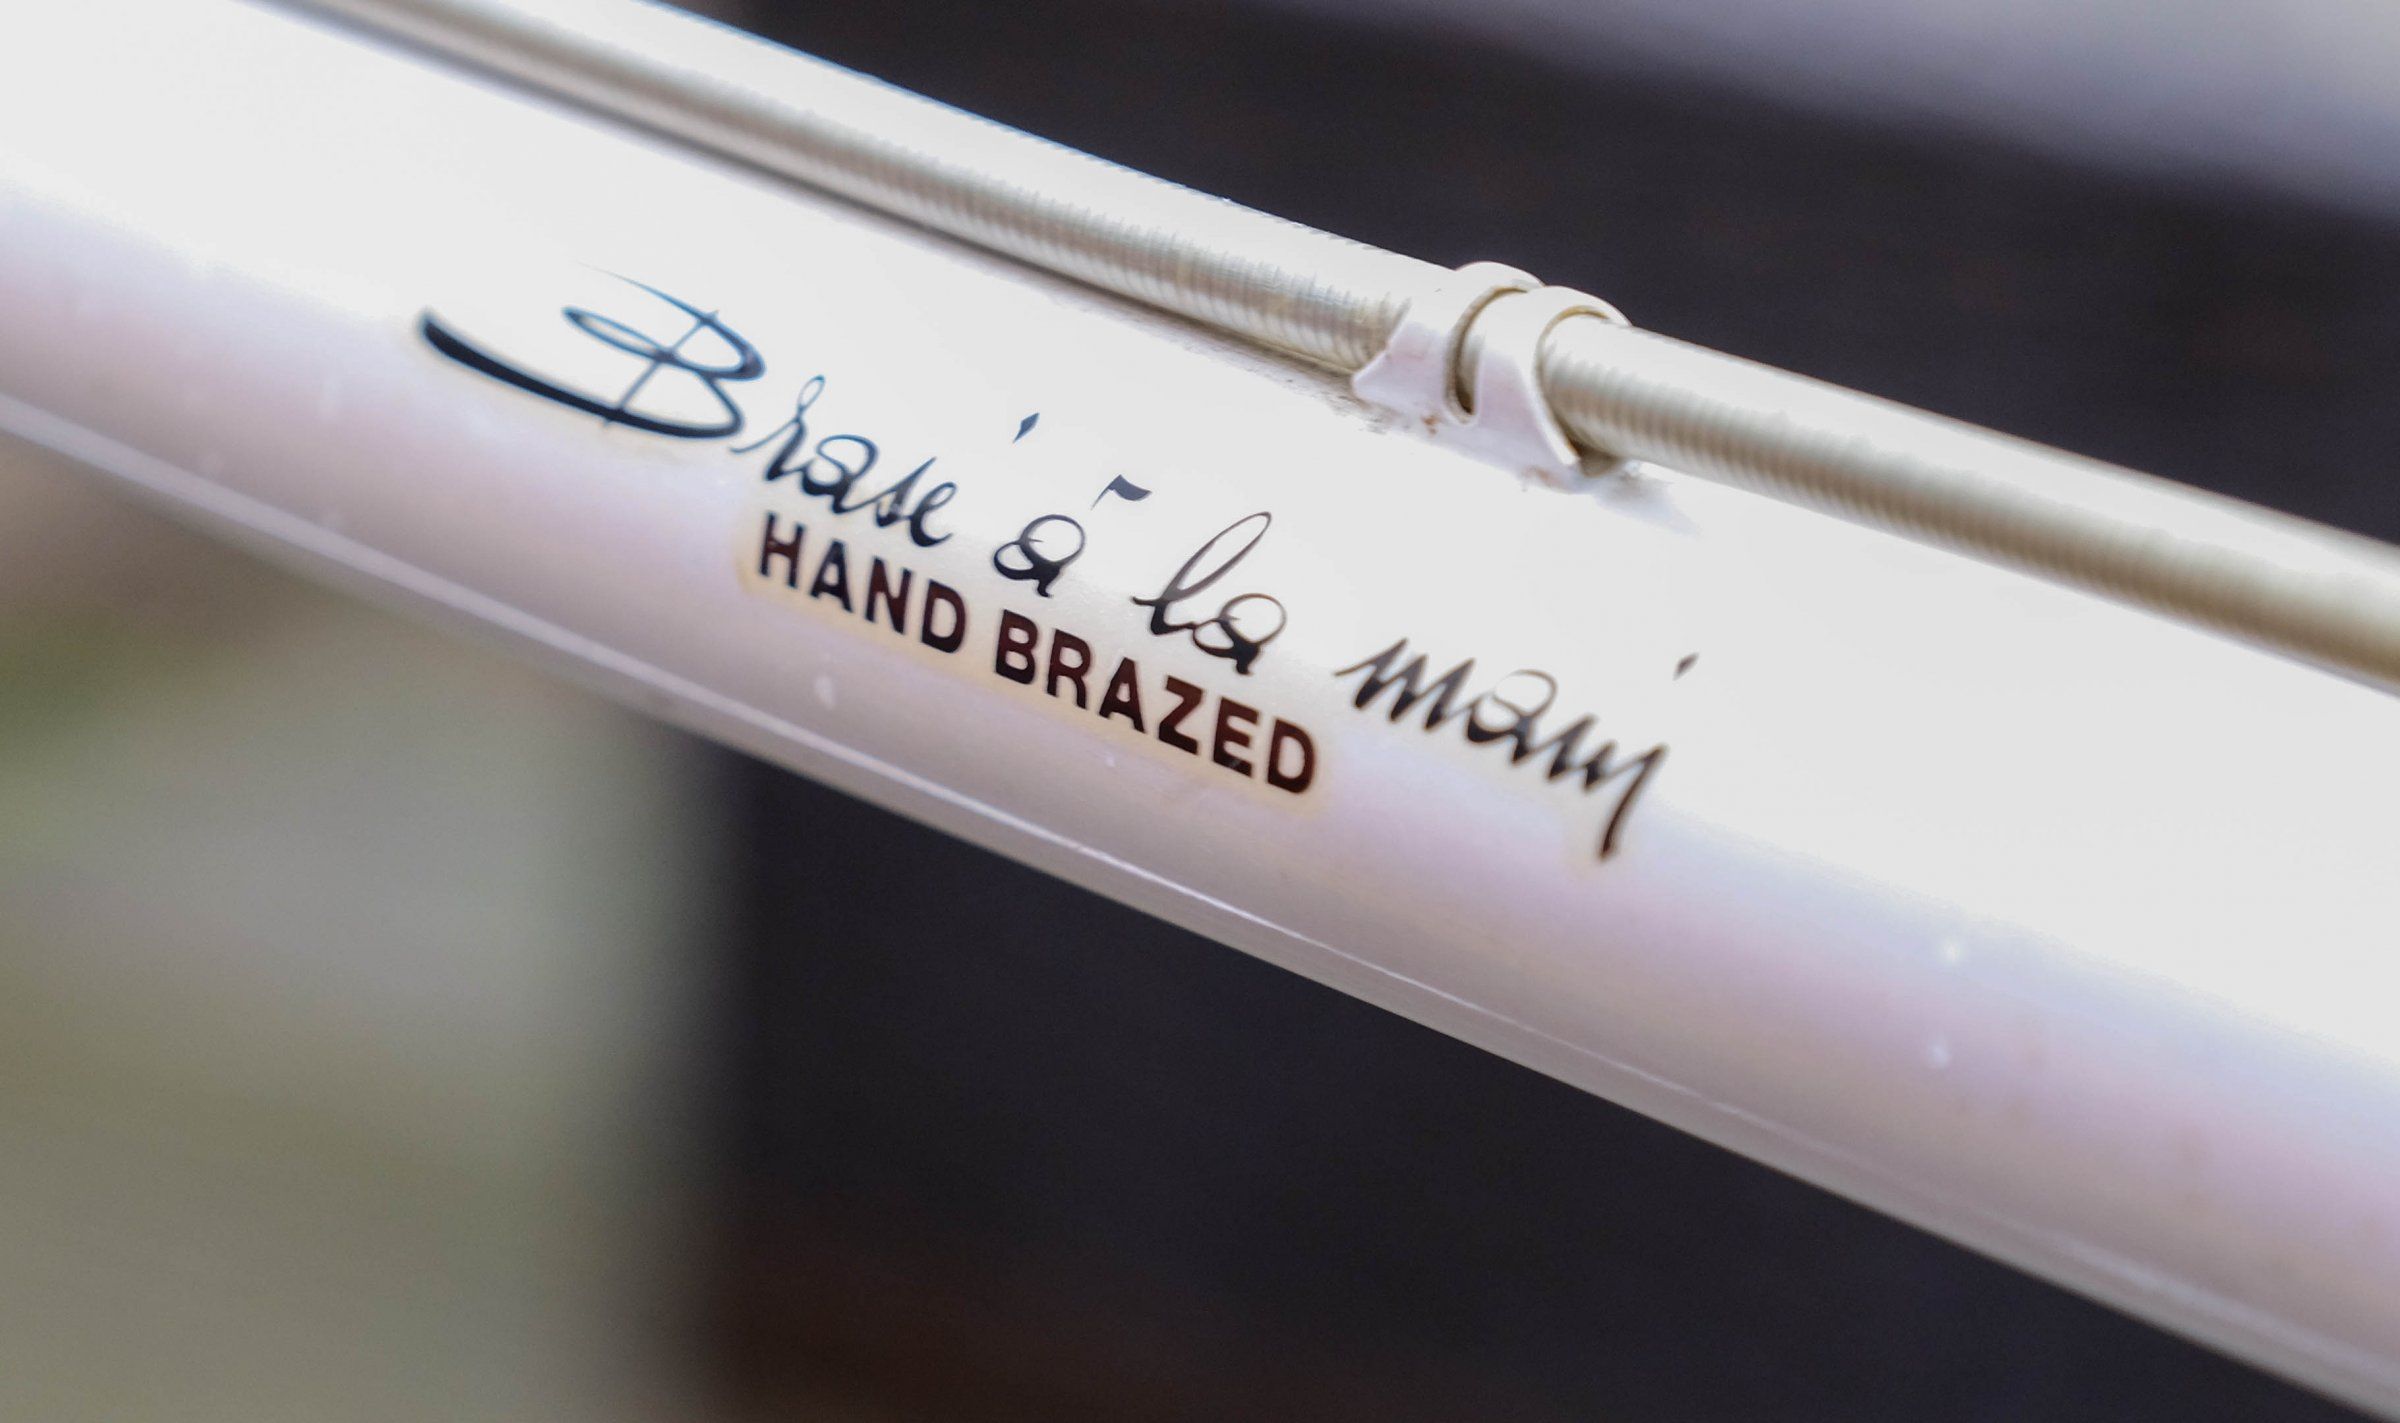 Brasé à la main
HAND BRAZED